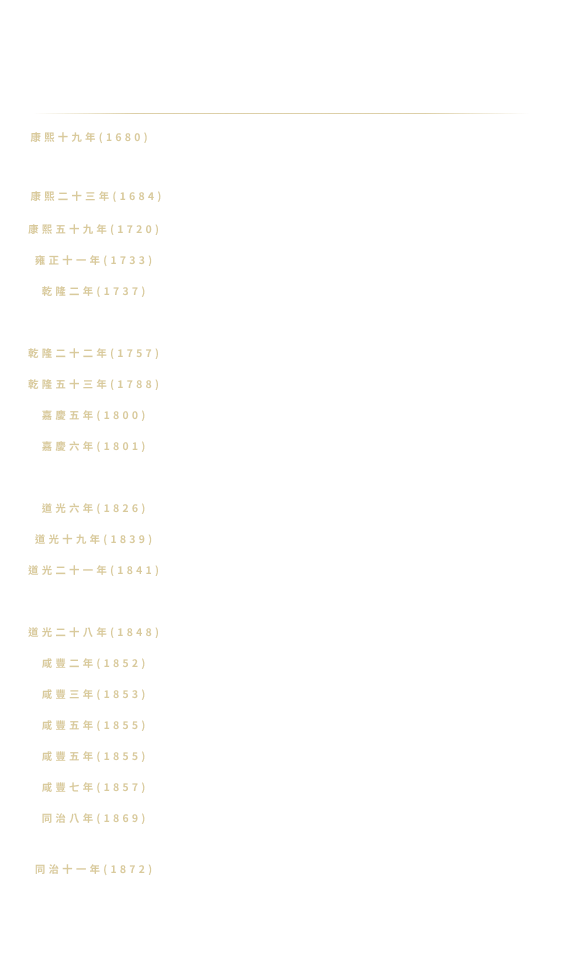 康熙十九年(1680)
康熙二十三年(1684)
康熙五十九年(1720)
雍正十一年(1733)
乾隆二年(1737)
乾隆二十二年(1757)
乾隆五十三年(1788)
嘉慶五年(1800)
嘉慶六年(1801)
道光六年(1826)
道光十九年(1839)
道光二十一年(1841)
道光二十八年(1848)
咸豐二年(1852)
咸豐三年(1853)
咸豐五年(1855)
咸豐五年(1855)
咸豐七年(1857)
同治八年(1869)
同治十一年(1872)